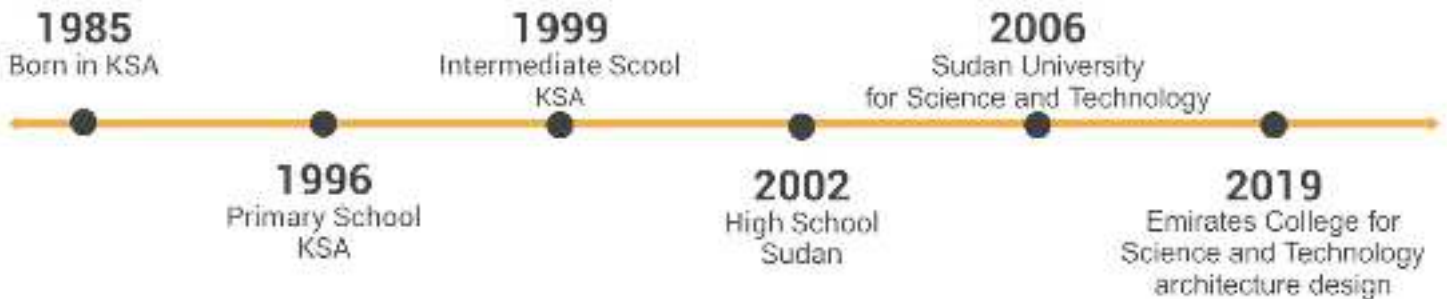 1985
Born in KSA
1996
Primary School
KSA
1999
Intermediate Scool
KSA
2002
High School
Sudan
2006
Sudan University
for Science and Technology
2019
Emirates College for
Science and Technology
architecture design